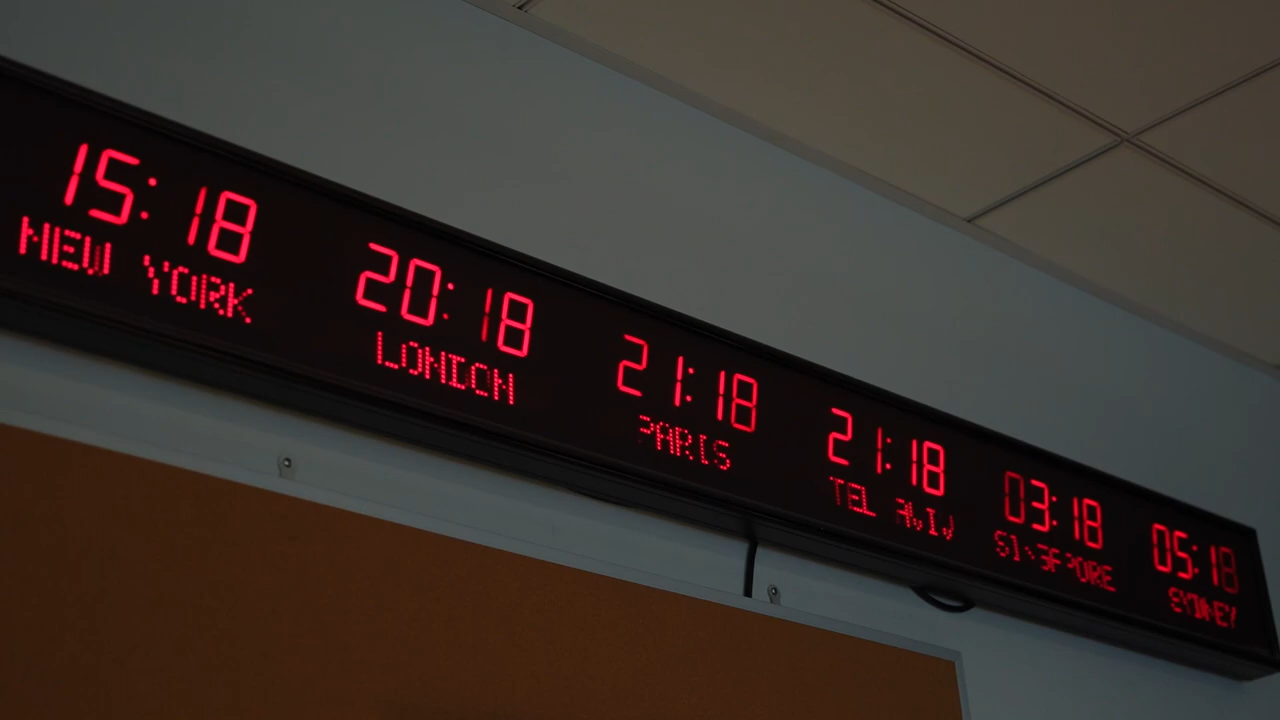 15:18
NEW YORK
20:18
LONDON
21:18
PARIS
21:18
TEL AVIV
03:18
SINGAPORE
05:18
SYDNEY